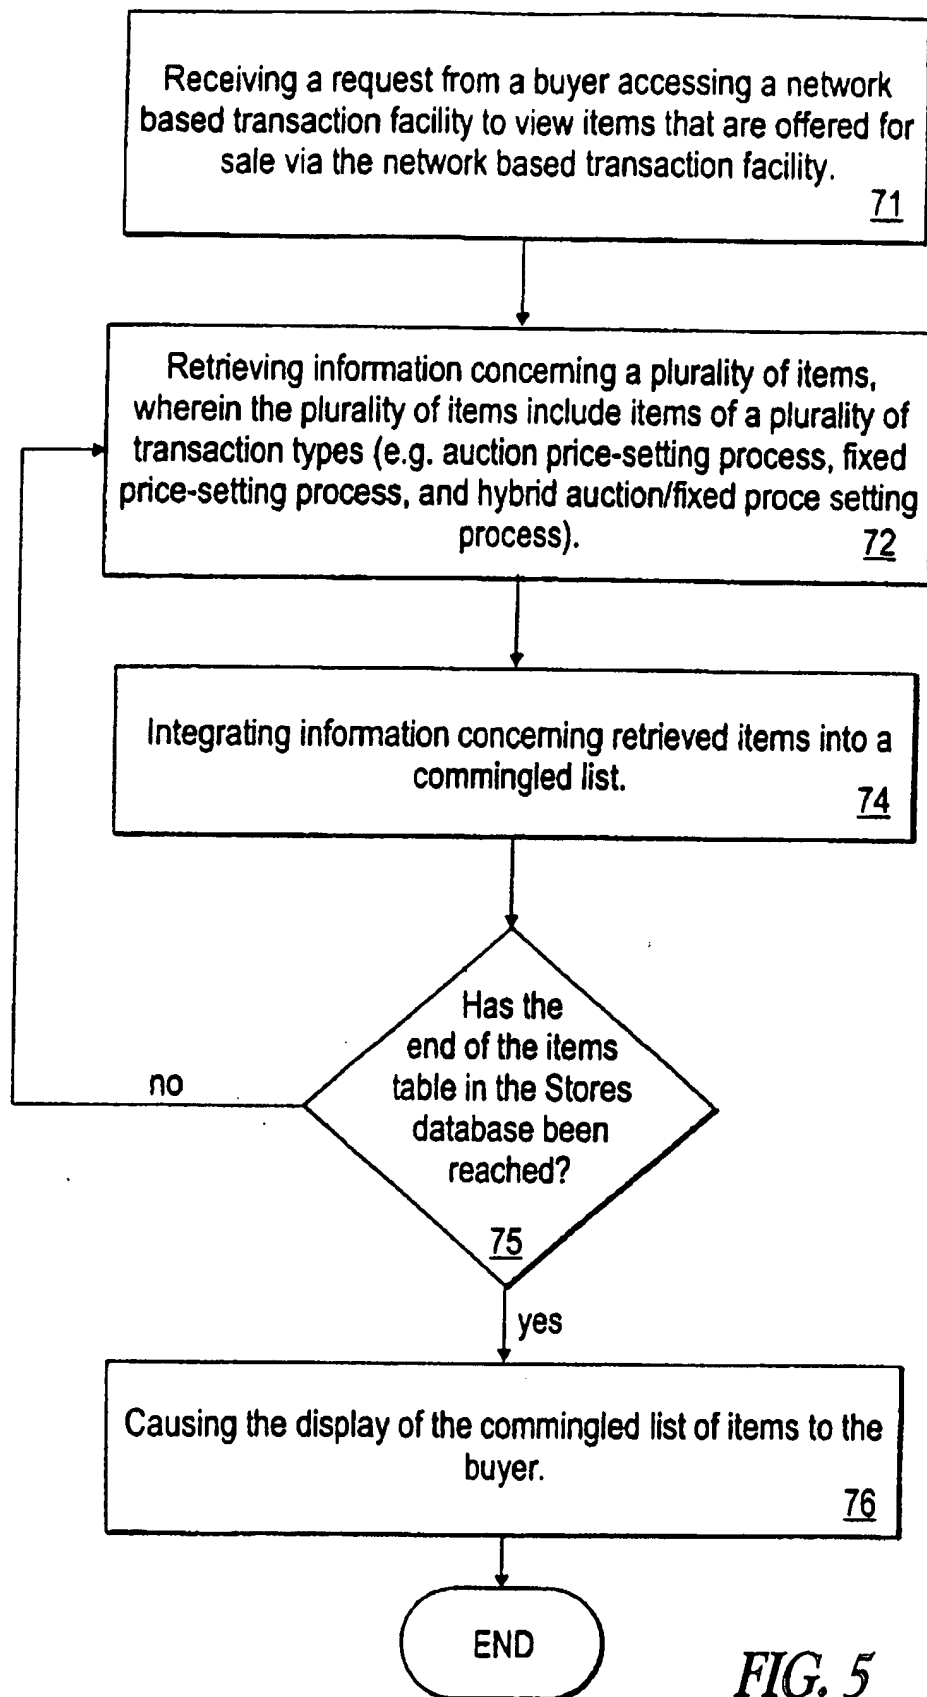 Receiving a request from a buyer accessing a network
based transaction facility to view items that are offered for
sale via the network based transaction facility.
71
Retrieving information concerning a plurality of items,
wherein the plurality of items include items of a plurality of
transaction types (e.g. auction price-setting process, fixed
price-setting process, and hybrid auction/fixed proce setting
process).
72
Integrating information concerning retrieved items into a
commingled list.
74
Has the
end of the items
table in the Stores
database been
reached?
75
no
yes
Causing the display of the commingled list of items to the
buyer.
76
END
FIG. 5